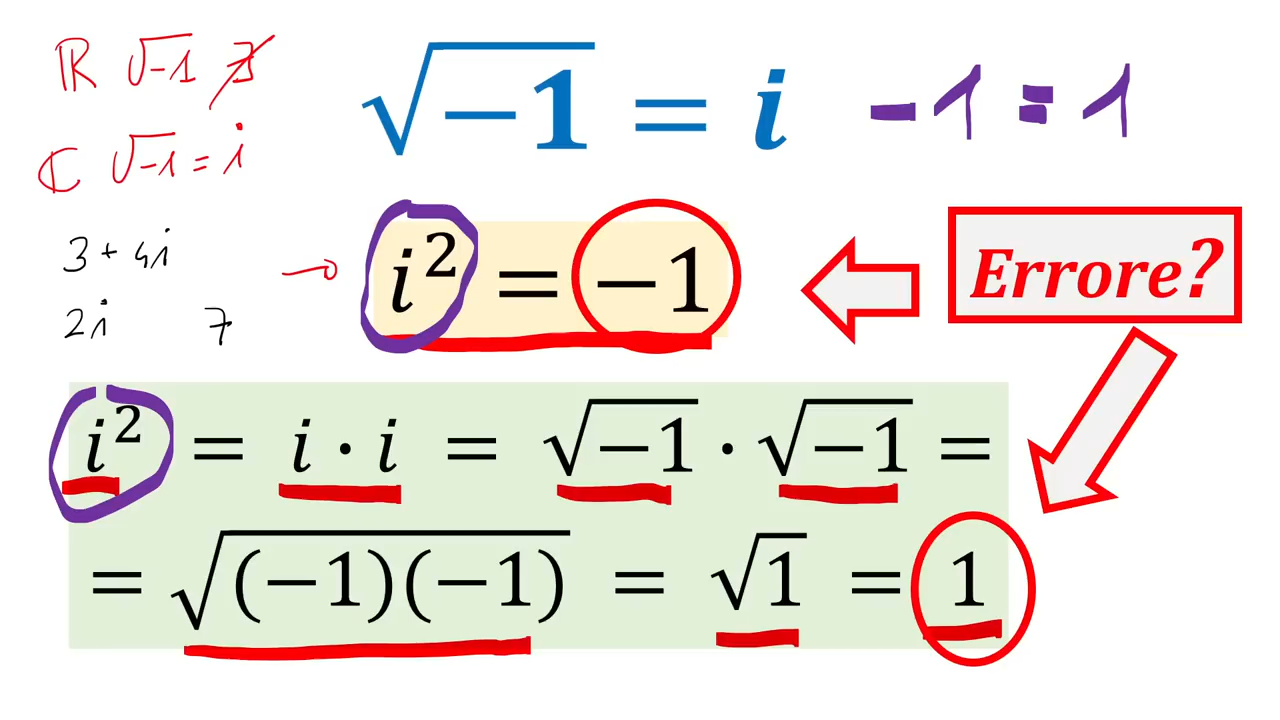 ℝ √-1 ∄
√−1 = i
-1 = 1
ℂ √-1 = i
3 + 4i
→ i² = −1
Errore?
2i 7
i² = i · i = √−1 · √−1 =
= √(−1)(−1) = √1 = 1